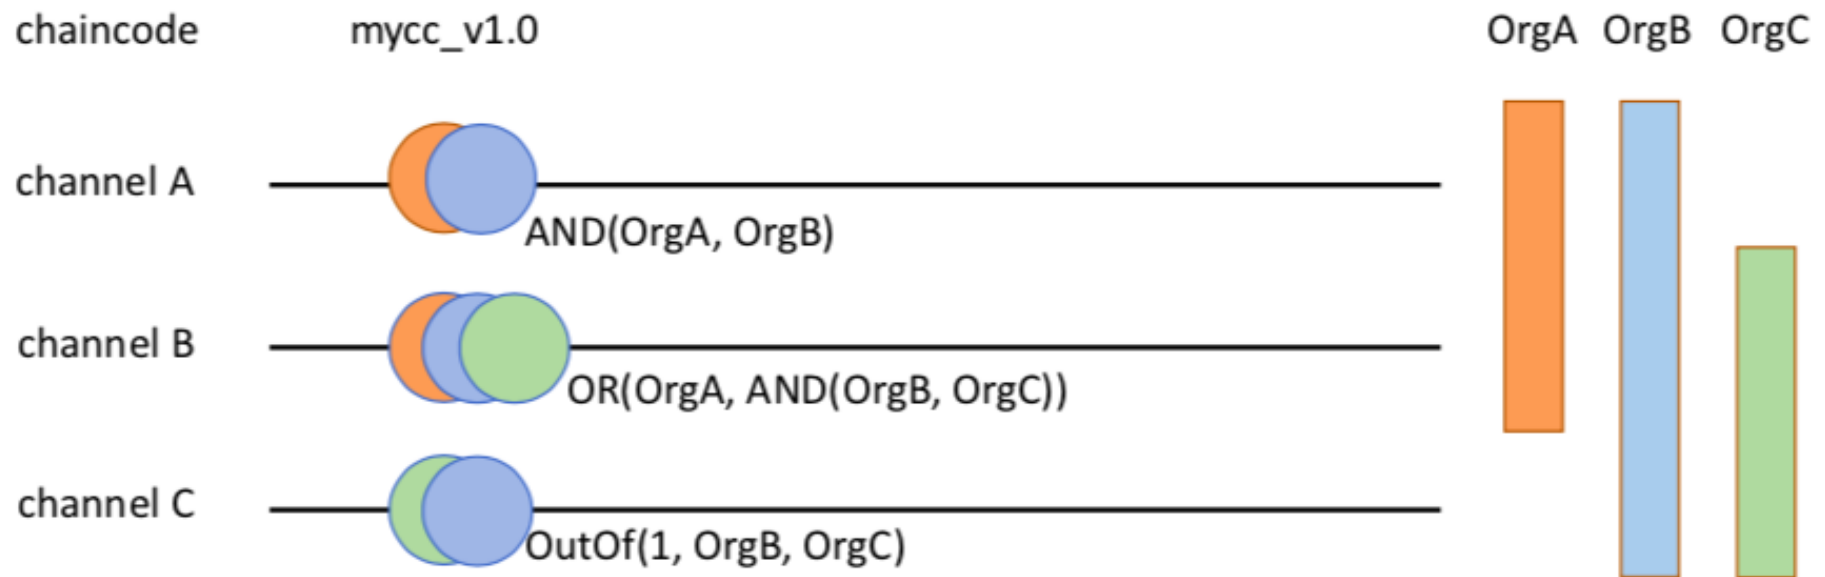 chaincode mycc_v1.0 OrgA OrgB OrgC
channel A
AND(OrgA, OrgB)
channel B
OR(OrgA, AND(OrgB, OrgC))
channel C
OutOf(1, OrgB, OrgC)